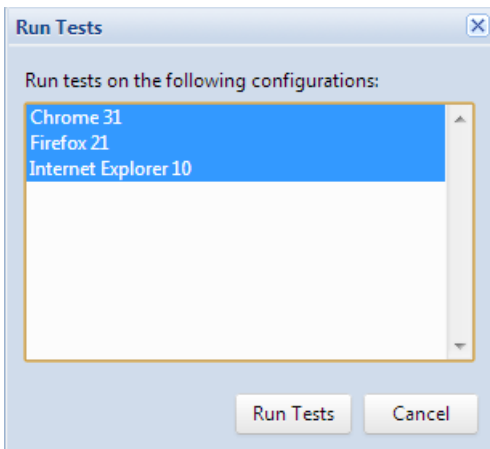 Run Tests
Run tests on the following configurations:
Chrome 31
Firefox 21
Internet Explorer 10
Run Tests
Cancel